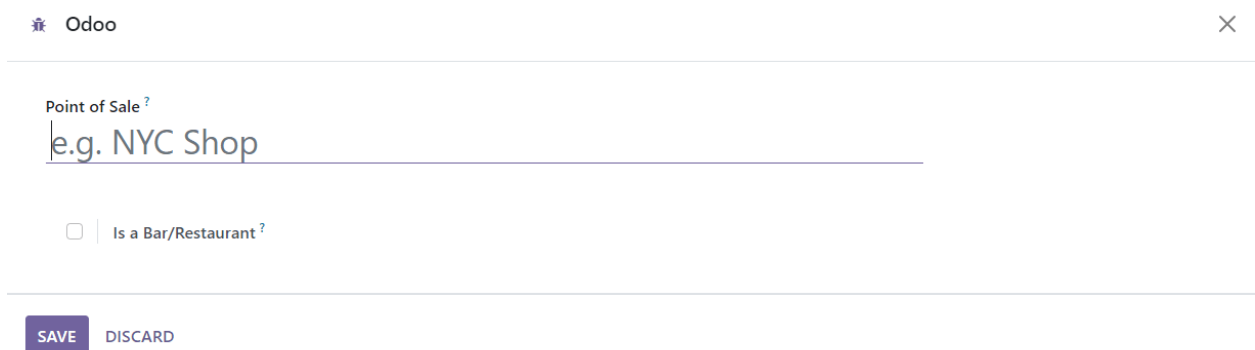 Odoo
Point of Sale ?
e.g. NYC Shop
Is a Bar/Restaurant ?
SAVE DISCARD